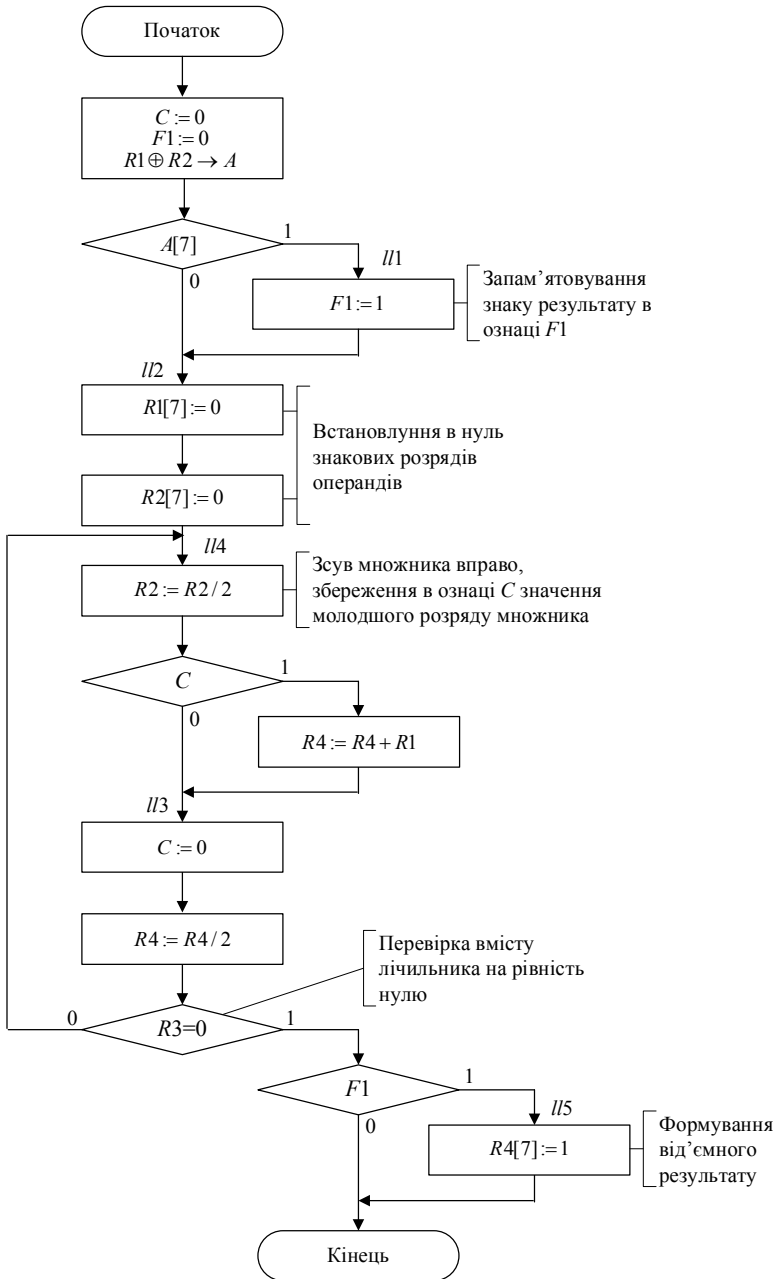 Початок
C := 0
F1 := 0
R1 ⊕ R2 → A
A[7]
1
0
ll1
F1 := 1
Запам’ятовування
знаку результату в
ознаці F1
ll2
R1[7] := 0
R2[7] := 0
Встановлуння в нуль
знакових розрядів
операндів
ll4
R2 := R2 / 2
Зсув множника вправо,
збереження в ознаці C значення
молодшого розряду множника
C
1
0
R4 := R4 + R1
ll3
C := 0
R4 := R4 / 2
Перевірка вмісту
лічильника на рівність
нулю
R3=0
0
1
F1
1
0
ll5
R4[7] := 1
Формування
від’ємного
результату
Кінець